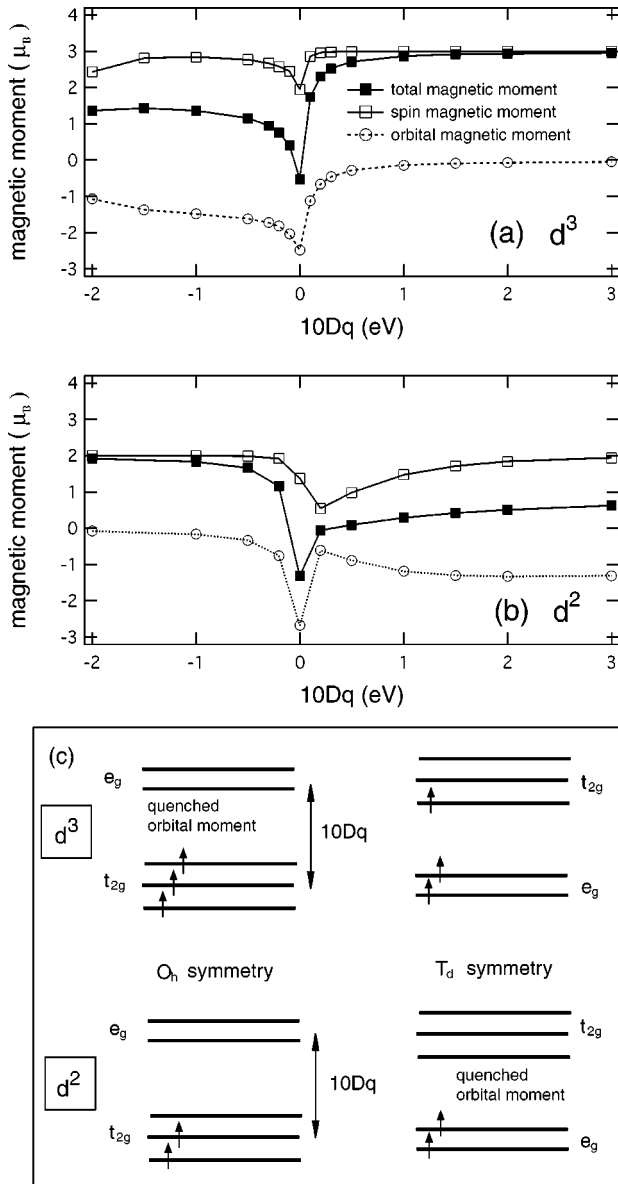 magnetic moment ( μB )
4
3
2
1
0
-1
-2
-3
total magnetic moment
spin magnetic moment
orbital magnetic moment
(a) d3
-2 -1 0 1 2 3
10Dq (eV)
magnetic moment ( μB )
4
3
2
1
0
-1
-2
-3
(b) d2
-2 -1 0 1 2 3
10Dq (eV)
(c)
d3
eg
quenched
orbital moment
10Dq
t2g
t2g
eg
Oh symmetry
Td symmetry
d2
eg
10Dq
t2g
t2g
quenched
orbital moment
eg